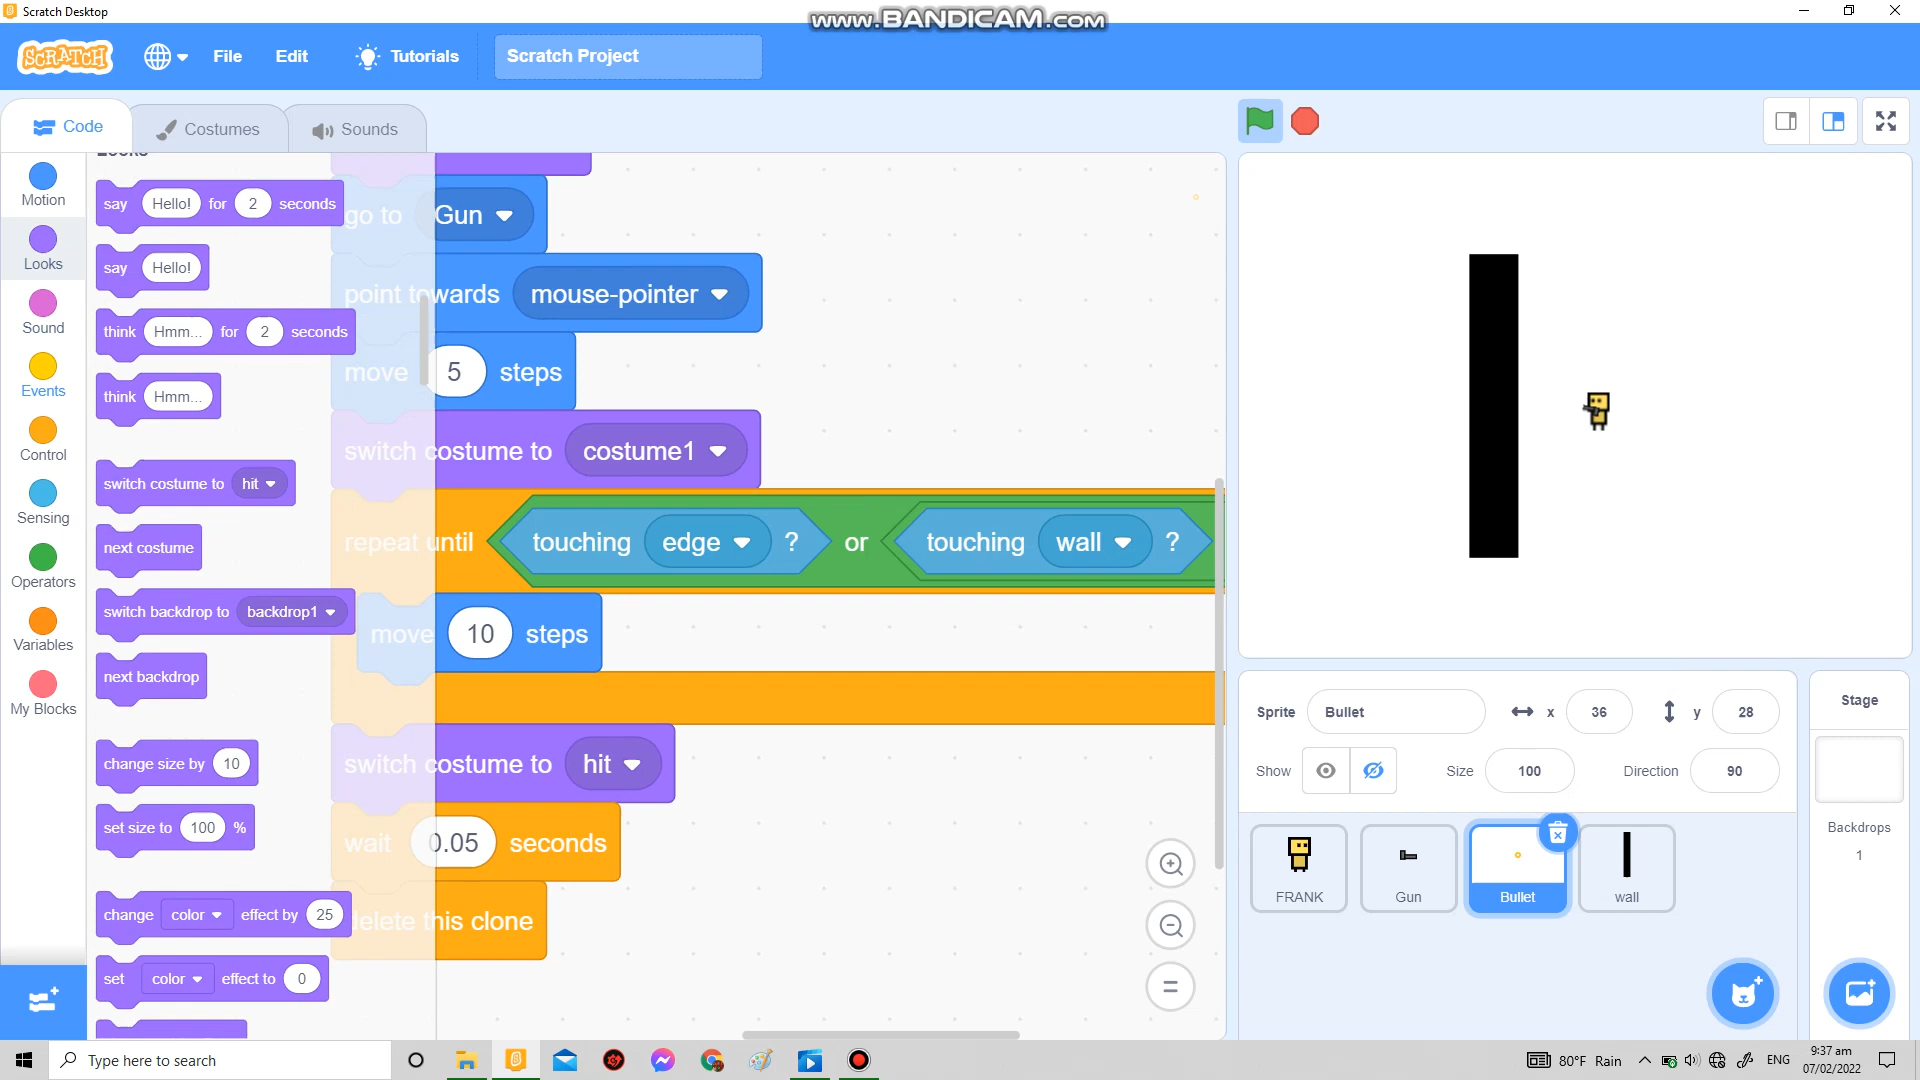 Scratch Desktop
www.BANDICAM.com
SCRATCH
File
Edit
Tutorials
Scratch Project
Code
Costumes
Sounds
Motion
Looks
Sound
Events
Control
Sensing
Operators
Variables
My Blocks
say Hello! for 2 seconds
say Hello!
think Hmm... for 2 seconds
think Hmm...
switch costume to hit
next costume
switch backdrop to backdrop1
next backdrop
change size by 10
set size to 100 %
change color effect by 25
set color effect to 0
go to Gun
point towards mouse-pointer
move 5 steps
switch costume to costume1
repeat until touching edge ? or touching wall ?
move 10 steps
switch costume to hit
wait 0.05 seconds
delete this clone
Sprite Bullet x 36 y 28
Show Size 100 Direction 90
FRANK
Gun
Bullet
wall
Stage
Backdrops
1
Type here to search
80°F Rain
ENG
9:37 am
07/02/2022